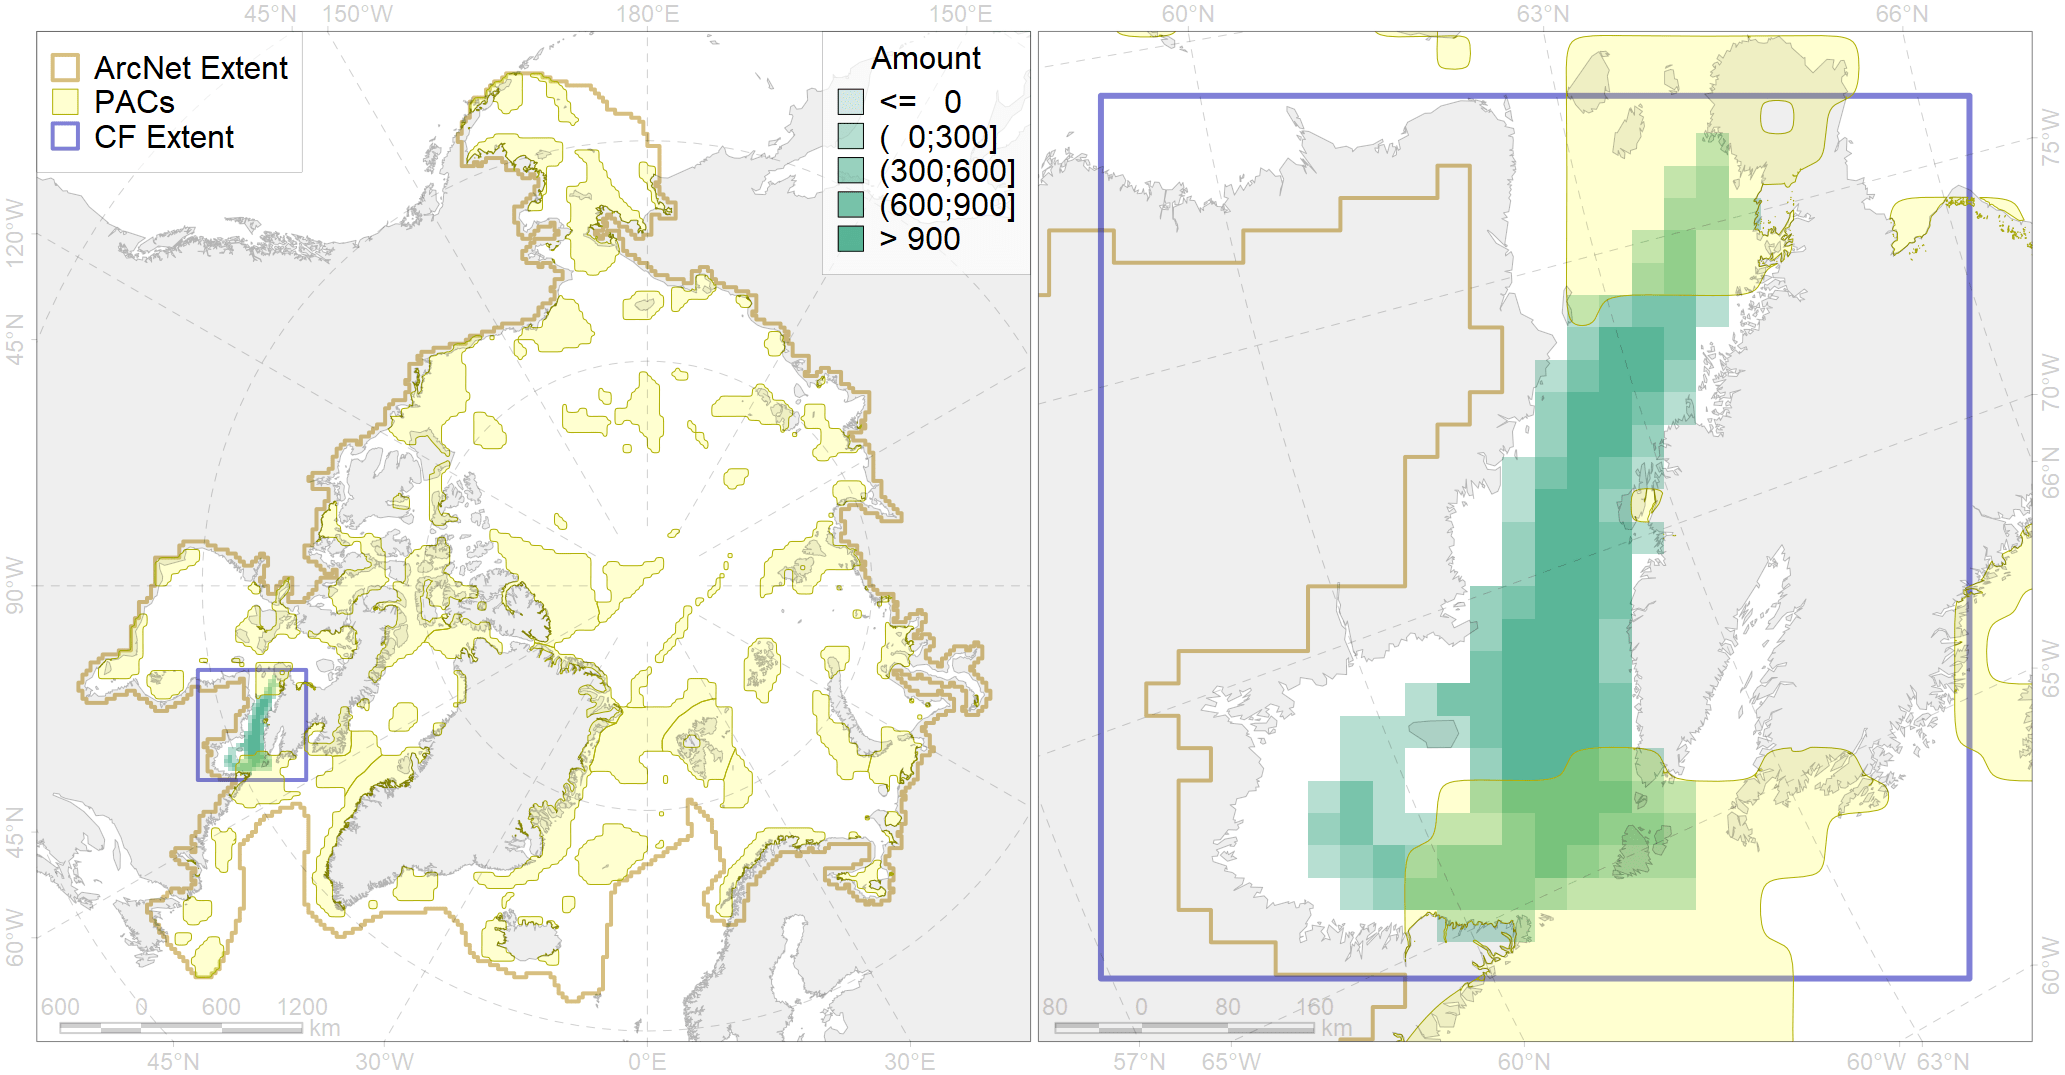 45°N 150°W 180°E 150°E 60°N 63°N 66°N
ArcNet Extent
PACs
CF Extent
Amount
<= 0
( 0;300]
(300;600]
(600;900]
> 900
120°W
45°N
90°W
45°N
60°W
75°W
70°W
66°N
65°W
60°W
600 0 600 1200
km
80 0 80 160
km
45°N 30°W 0°E 30°E 57°N 65°W 60°N 60°W 63°N